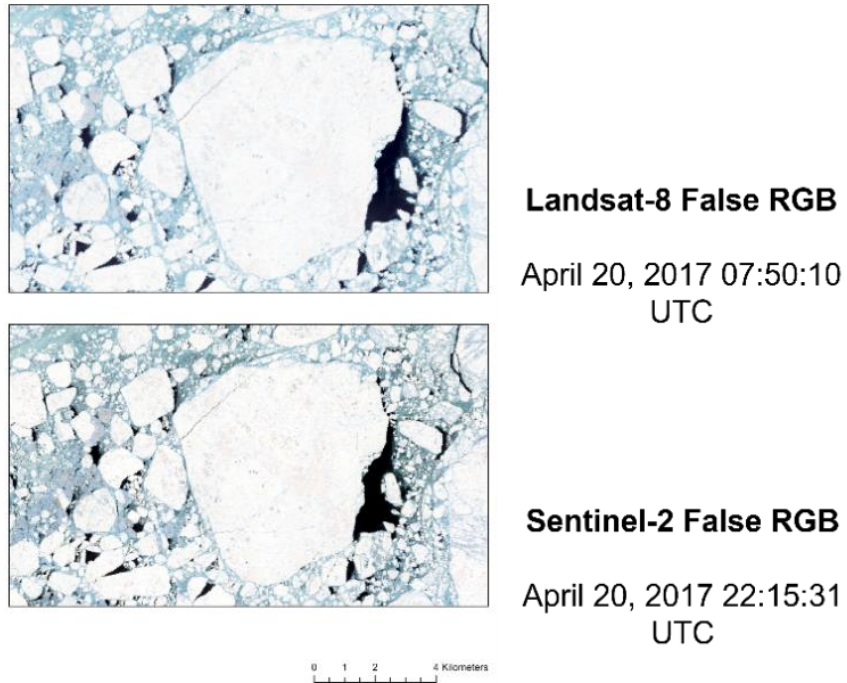 Landsat-8 False RGB
April 20, 2017 07:50:10
UTC
Sentinel-2 False RGB
April 20, 2017 22:15:31
UTC
0 1 2 4 Kilometers